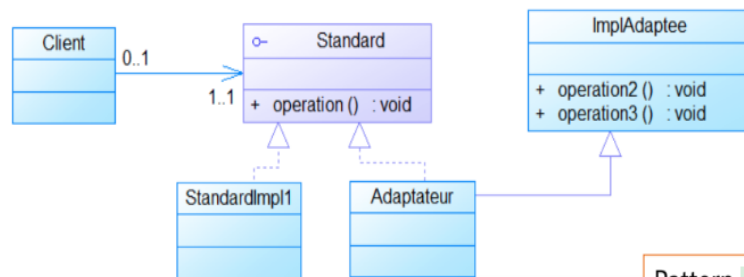 Client
0..1
1..1
Standard
+ operation () : void
ImplAdaptee
+ operation2 () : void
+ operation3 () : void
StandardImpl1
Adaptateur
Pattern